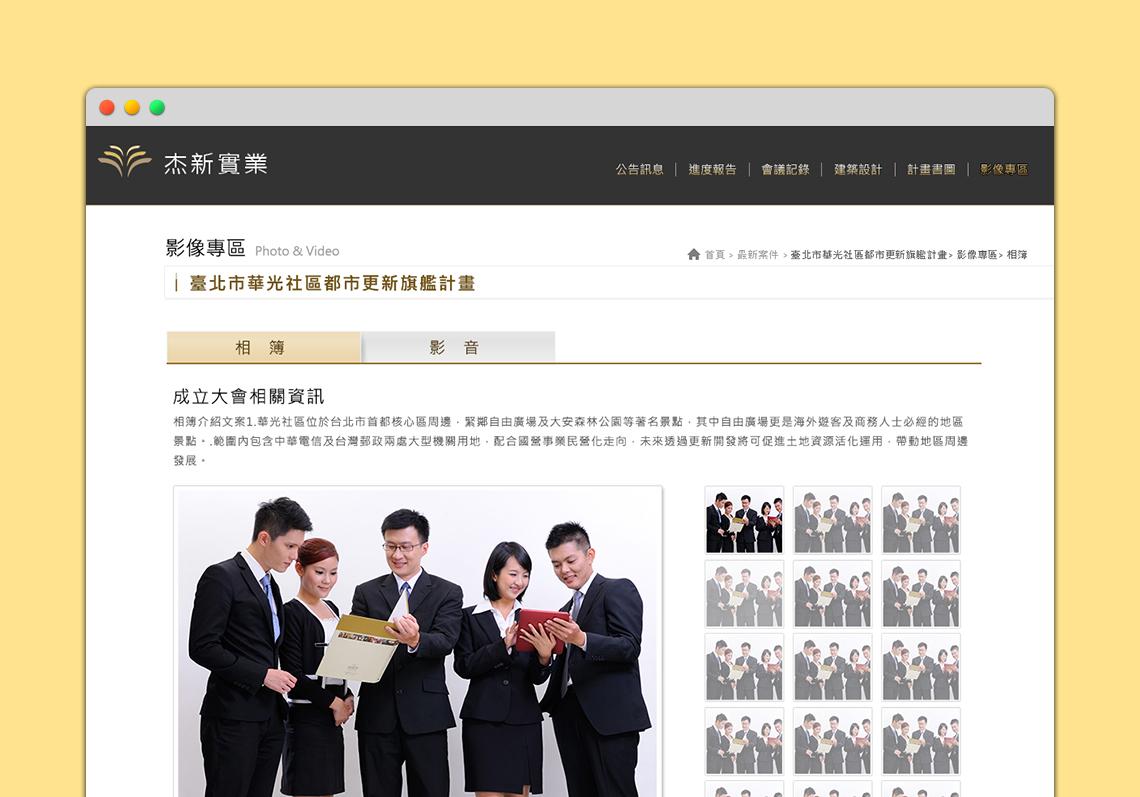 杰新實業
公告訊息 | 進度報告 | 會議記錄 | 建築設計 | 計畫書圖 | 影像專區
影像專區 Photo & Video
首頁 > 最新案件 > 臺北市華光社區都市更新旗艦計畫> 影像專區> 相簿
臺北市華光社區都市更新旗艦計畫
相 簿
影 音
成立大會相關資訊
相簿介紹文案1.華光社區位於台北市首都核心區周邊，緊鄰自由廣場及大安森林公園等著名景點，其中自由廣場更是海外遊客及商務人士必經的地區
景點。.範圍內包含中華電信及台灣郵政兩處大型機關用地，配合國營事業民營化走向，未來透過更新開發將可促進土地資源活化運用，帶動地區周邊
發展。